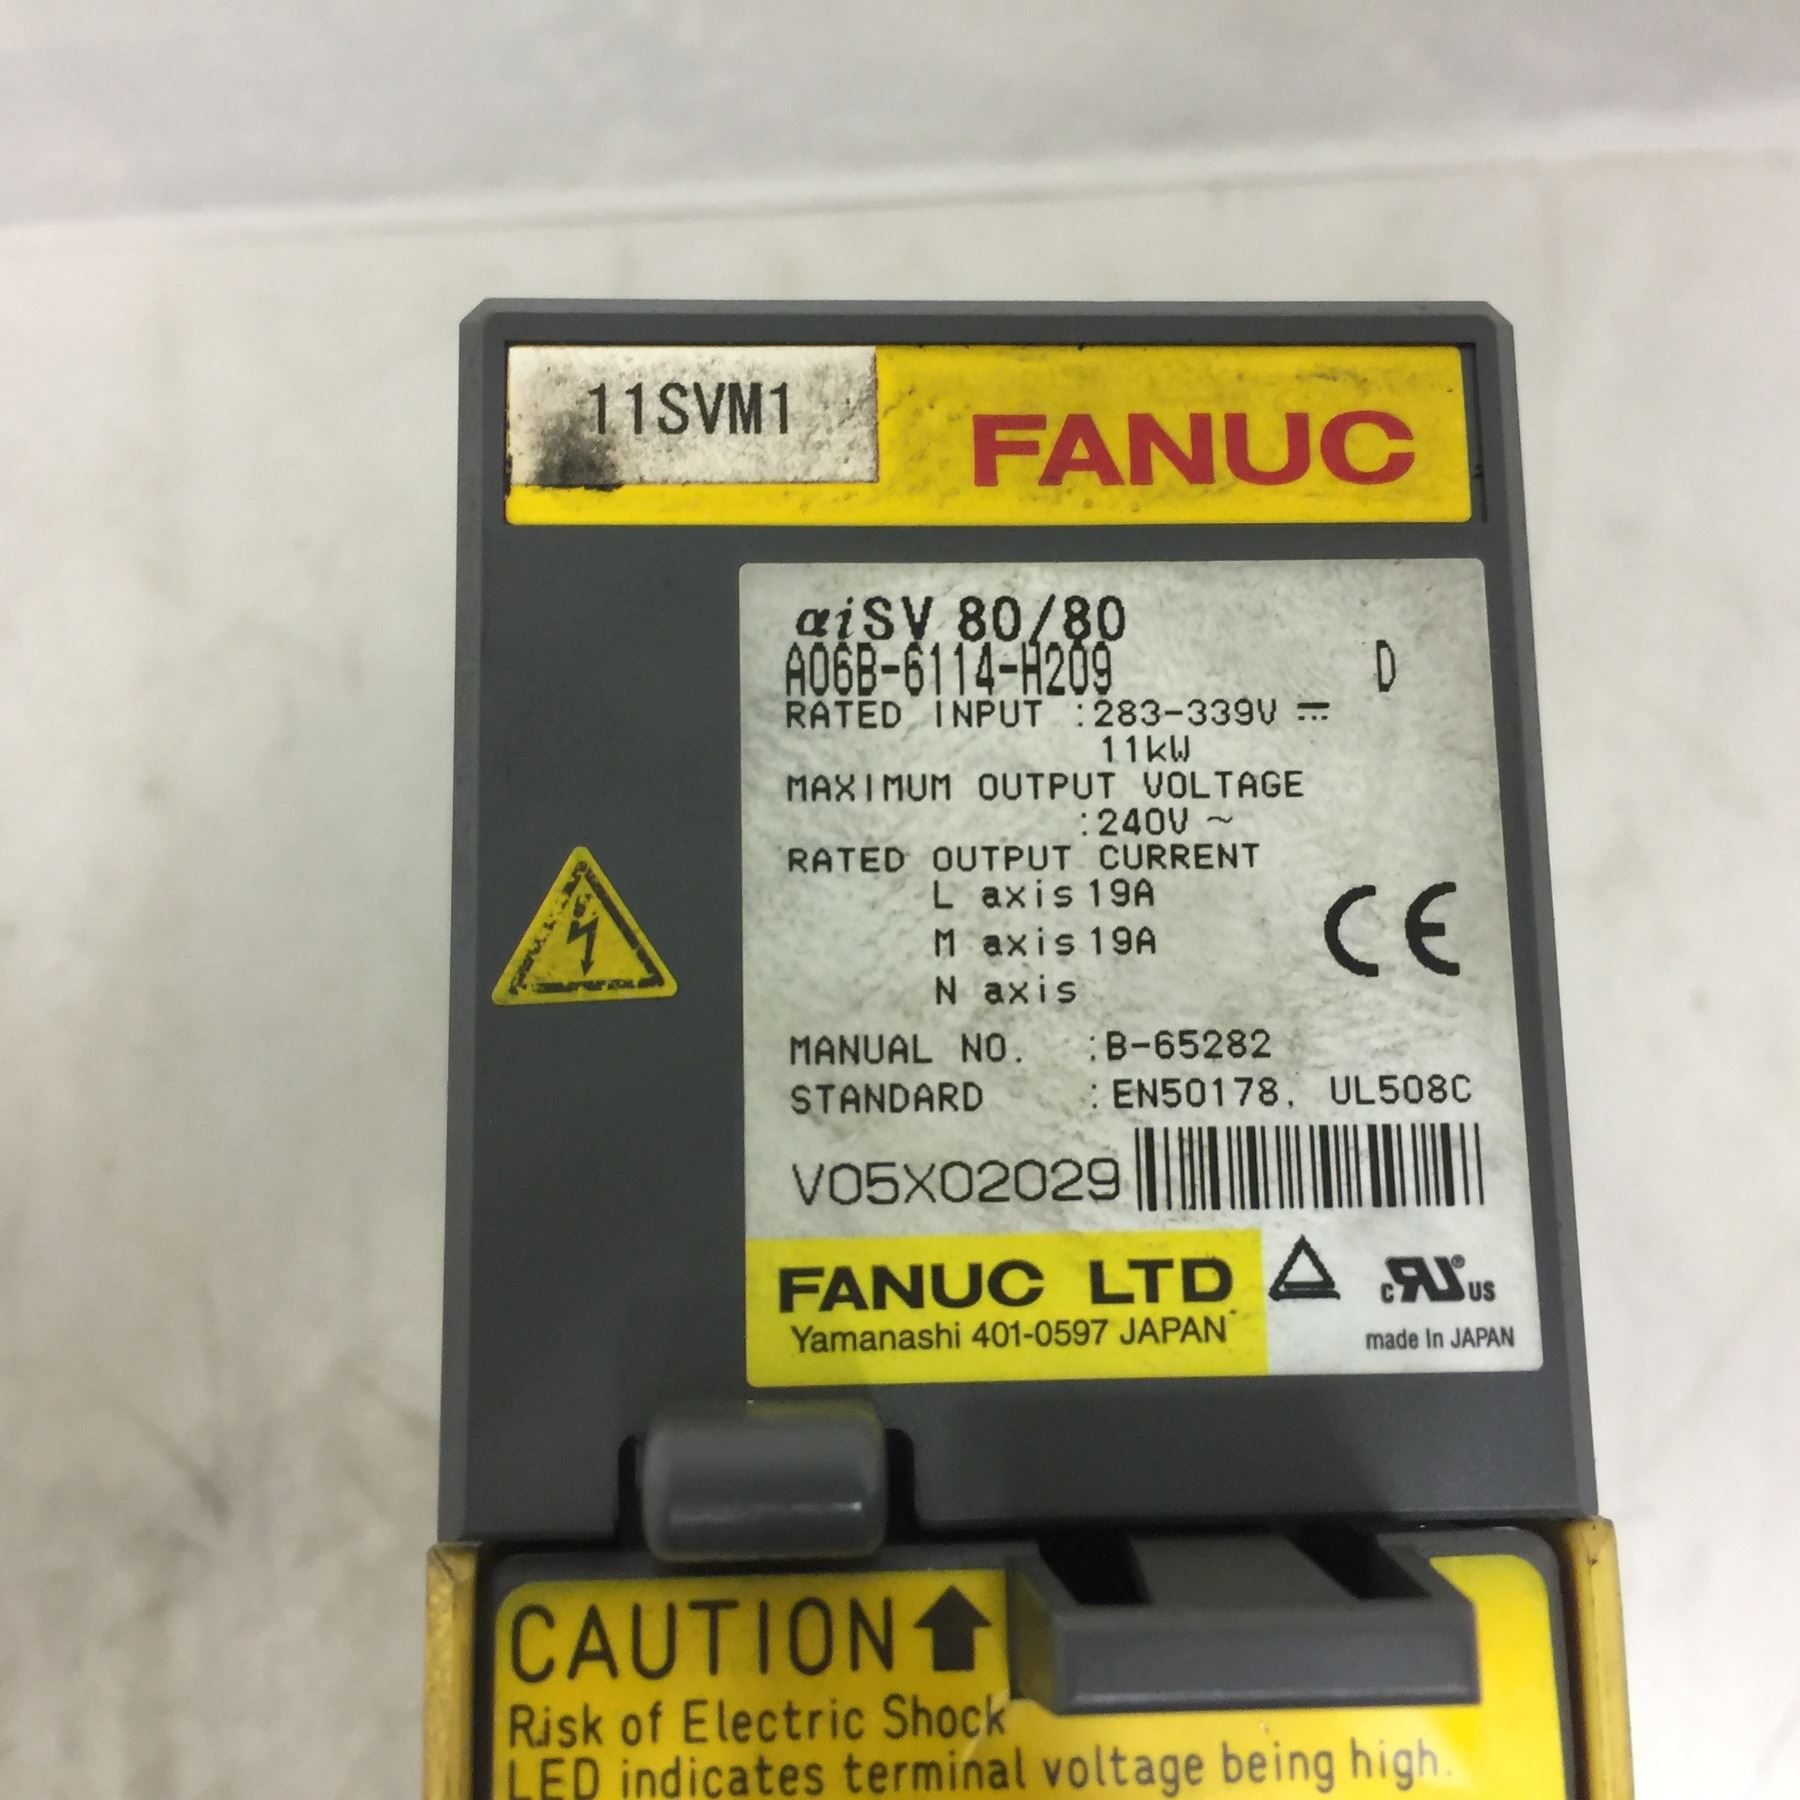 11SVM1
FANUC
αiSV 80/80
A06B-6114-H209 D
RATED INPUT :283-339V ⎓
11kW
MAXIMUM OUTPUT VOLTAGE
:240V ~
RATED OUTPUT CURRENT
L axis 19A
M axis 19A
N axis
CE
MANUAL NO. :B-65282
STANDARD :EN50178, UL508C
V05X02029
FANUC LTD
Yamanashi 401-0597 JAPAN
c RU ® US
made In JAPAN
CAUTION
Risk of Electric Shock
LED indicates terminal voltage being high.